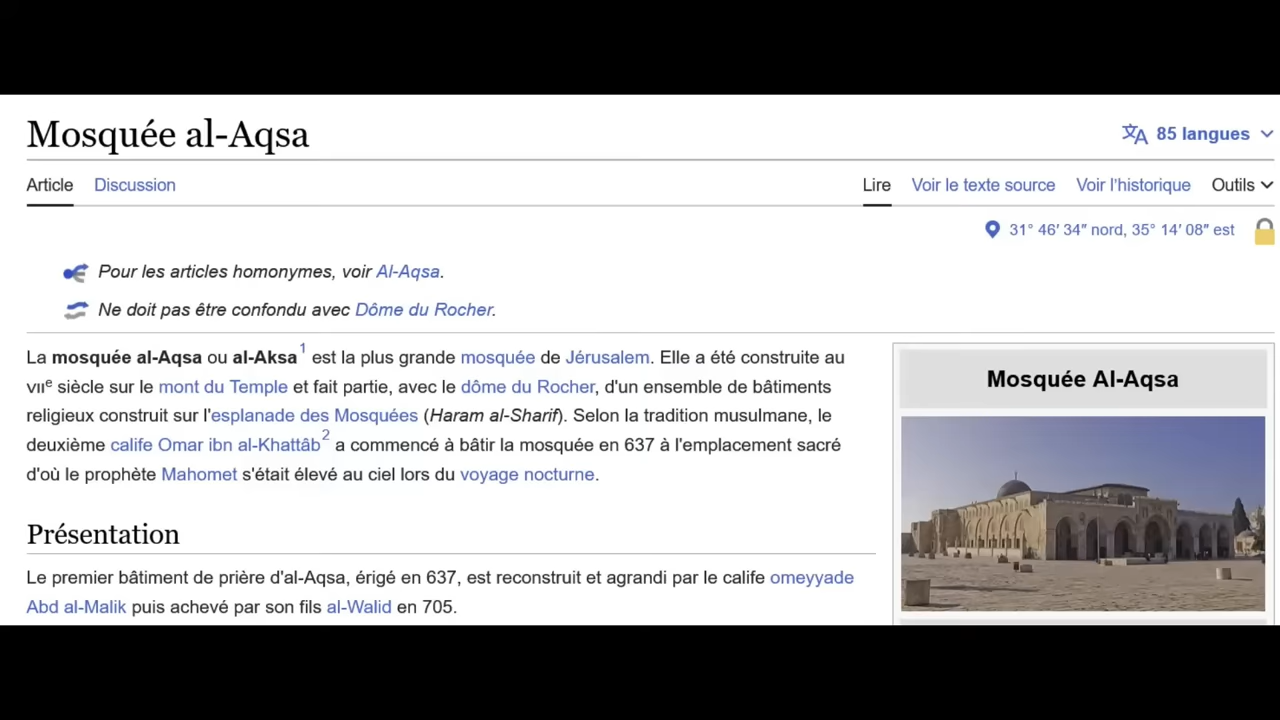 Mosquée al-Aqsa
85 langues
Article Discussion
Lire Voir le texte source Voir l'historique Outils
31° 46′ 34″ nord, 35° 14′ 08″ est
Pour les articles homonymes, voir Al-Aqsa.
Ne doit pas être confondu avec Dôme du Rocher.
La mosquée al-Aqsa ou al-Aksa1 est la plus grande mosquée de Jérusalem. Elle a été construite au
VIIe siècle sur le mont du Temple et fait partie, avec le dôme du Rocher, d'un ensemble de bâtiments
religieux construit sur l'esplanade des Mosquées (Haram al-Sharif). Selon la tradition musulmane, le
deuxième calife Omar ibn al-Khattâb2 a commencé à bâtir la mosquée en 637 à l'emplacement sacré
d'où le prophète Mahomet s'était élevé au ciel lors du voyage nocturne.
Présentation
Le premier bâtiment de prière d'al-Aqsa, érigé en 637, est reconstruit et agrandi par le calife omeyyade
Abd al-Malik puis achevé par son fils al-Walid en 705.
Mosquée Al-Aqsa